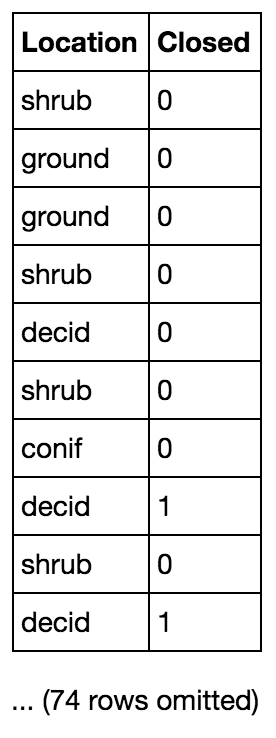 Location Closed
shrub 0
ground 0
ground 0
shrub 0
decid 0
shrub 0
conif 0
decid 1
shrub 0
decid 1
... (74 rows omitted)